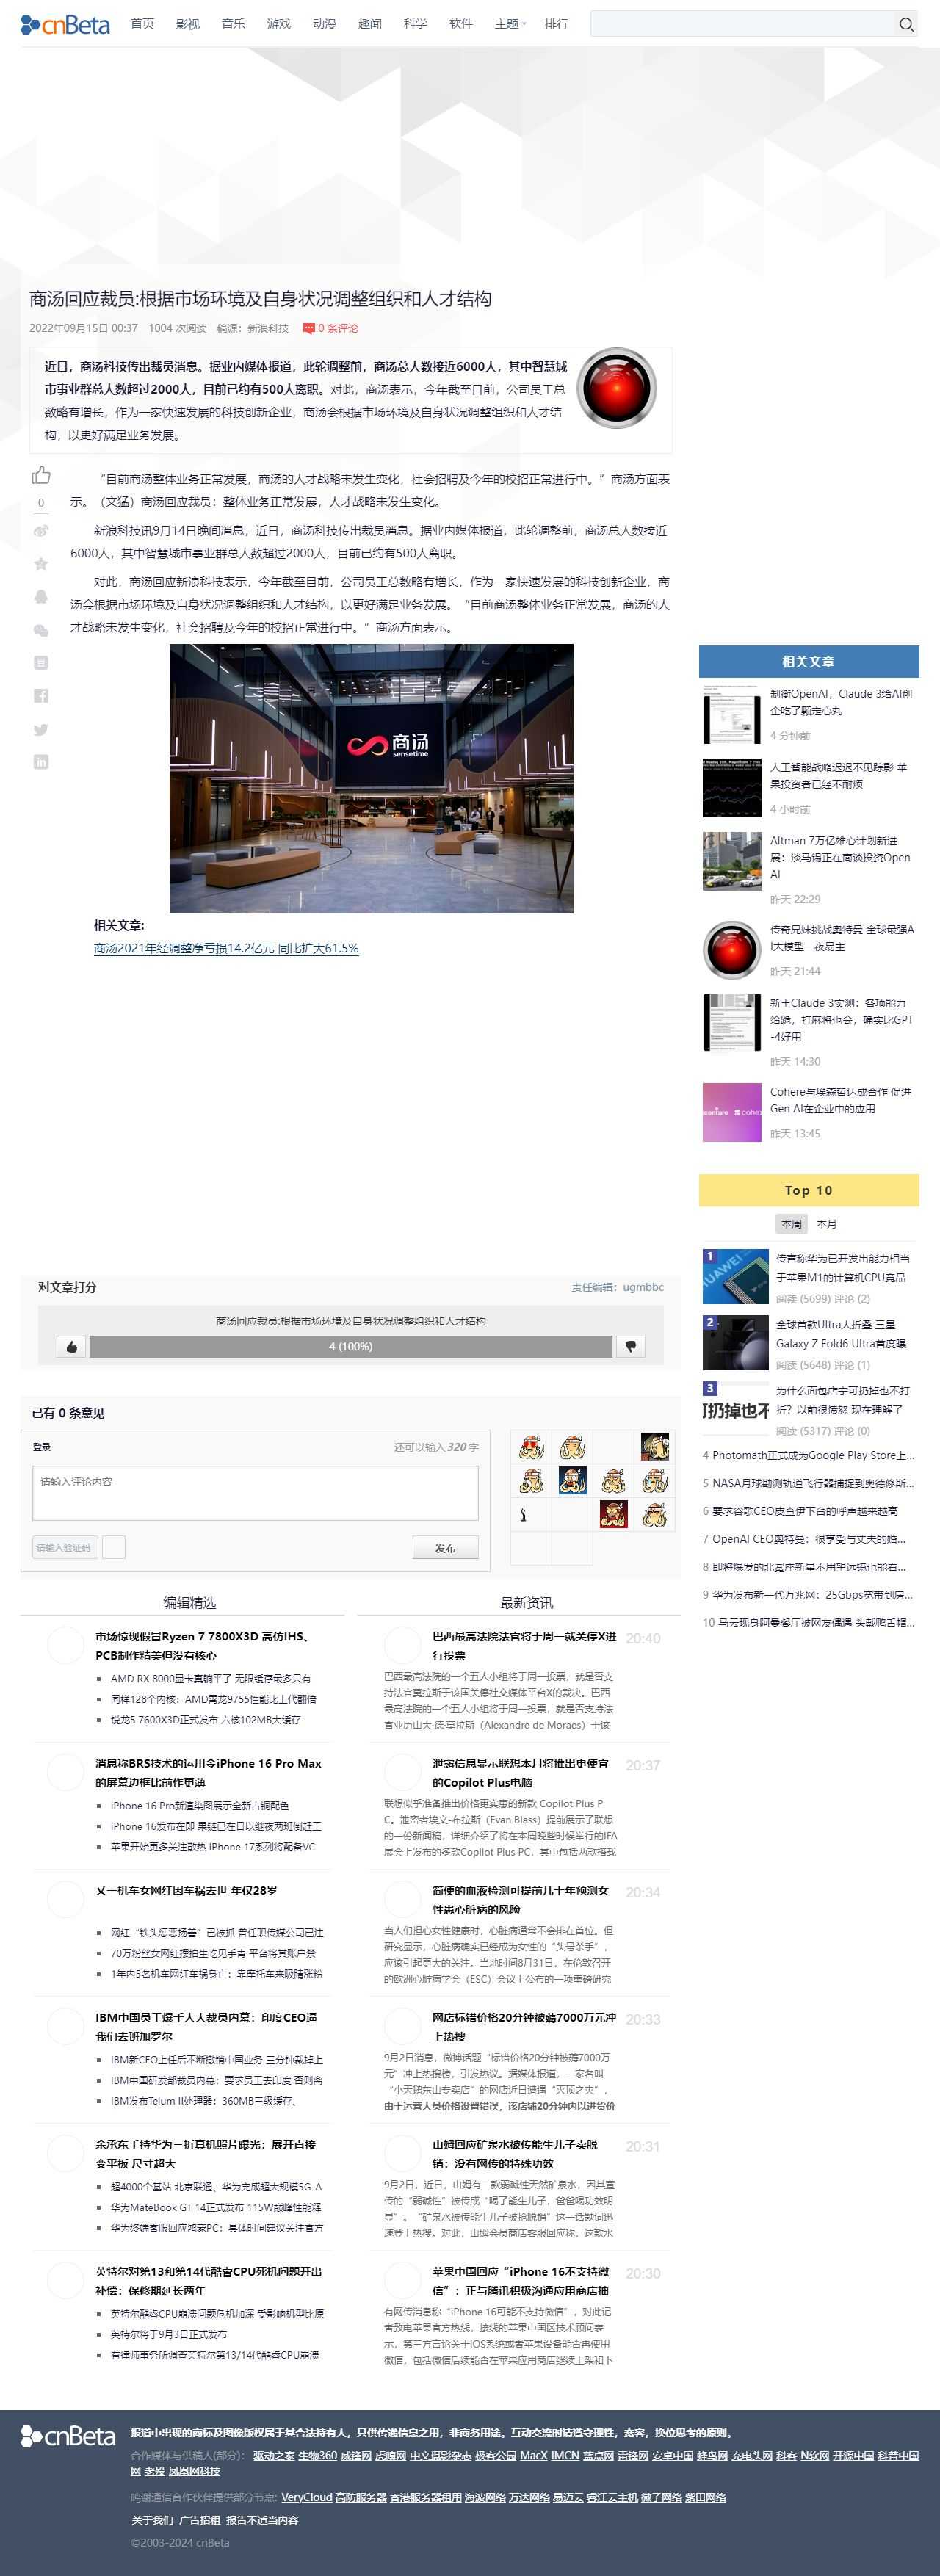 cnBeta 首页 影视 音乐 游戏 动漫 趣闻 科学 软件 主题 排行
商汤回应裁员:根据市场环境及自身状况调整组织和人才结构
2022年09月15日 00:37 1004 次阅读 稿源：新浪科技 0 条评论
近日，商汤科技传出裁员消息。据业内媒体报道，此轮调整前，商汤总人数接近6000人，其中智慧城
市事业群总人数超过2000人，目前已约有500人离职。对此，商汤表示，今年截至目前，公司员工总
数略有增长，作为一家快速发展的科技创新企业，商汤会根据市场环境及自身状况调整组织和人才结
构，以更好满足业务发展。
0
“目前商汤整体业务正常发展，商汤的人才战略未发生变化，社会招聘及今年的校招正常进行中。”商汤方面表
示。（文猛）商汤回应裁员：整体业务正常发展，人才战略未发生变化。
新浪科技讯9月14日晚间消息，近日，商汤科技传出裁员消息。据业内媒体报道，此轮调整前，商汤总人数接近
6000人，其中智慧城市事业群总人数超过2000人，目前已约有500人离职。
对此，商汤回应新浪科技表示，今年截至目前，公司员工总数略有增长，作为一家快速发展的科技创新企业，商
汤会根据市场环境及自身状况调整组织和人才结构，以更好满足业务发展。“目前商汤整体业务正常发展，商汤的人
才战略未发生变化，社会招聘及今年的校招正常进行中。”商汤方面表示。
商汤
sensetime
相关文章:
商汤2021年经调整净亏损14.2亿元 同比扩大61.5%
相关文章
制衡OpenAI，Claude 3给AI创
企吃了颗定心丸
4 分钟前
人工智能战略迟迟不见踪影 苹
果投资者已经不耐烦
4 小时前
Altman 7万亿雄心计划新进
展：淡马锡正在商谈投资Open
AI
昨天 22:29
传奇兄妹挑战奥特曼 全球最强A
I大模型一夜易主
昨天 21:44
新王Claude 3实测：各项能力
给跪，打麻将也会，确实比GPT
-4好用
昨天 14:30
Cohere与埃森哲达成合作 促进
Gen AI在企业中的应用
昨天 13:45
Top 10
本周 本月
1
传言称华为已开发出能力相当
于苹果M1的计算机CPU竞品
阅读 (5699) 评论 (2)
2
全球首款Ultra大折叠 三星
Galaxy Z Fold6 Ultra首度曝
阅读 (5648) 评论 (1)
3
为什么面包店宁可扔掉也不打
折？以前很愤怒 现在理解了
阅读 (5317) 评论 (0)
4 Photomath正式成为Google Play Store上...
5 NASA月球勘测轨道飞行器捕捉到奥德修斯...
6 要求谷歌CEO皮查伊下台的呼声越来越高
7 OpenAI CEO奥特曼：很享受与丈夫的婚...
8 即将爆发的北冕座新星不用望远镜也能看...
9 华为发布新一代万兆网：25Gbps宽带到房...
10 马云现身阿曼餐厅被网友偶遇 头戴鸭舌帽...
对文章打分 责任编辑：ugmbbc
商汤回应裁员:根据市场环境及自身状况调整组织和人才结构
4 (100%)
已有 0 条意见
登录 还可以输入 320 字
请输入评论内容
请输入验证码
发布
编辑精选
市场惊现假冒Ryzen 7 7800X3D 高仿IHS、
PCB制作精美但没有核心
AMD RX 8000显卡真躺平了 无限缓存最多只有
同样128个内核：AMD霄龙9755性能比上代翻倍
锐龙5 7600X3D正式发布 六核102MB大缓存
消息称BRS技术的运用令iPhone 16 Pro Max
的屏幕边框比前作更薄
iPhone 16 Pro新渲染图展示全新古铜配色
iPhone 16发布在即 果链已在日以继夜两班倒赶工
苹果开始更多关注散热 iPhone 17系列将配备VC
又一机车女网红因车祸去世 年仅28岁
网红“铁头惩恶扬善”已被抓 曾任职传媒公司已注
70万粉丝女网红摆拍生吃见手青 平台将其账户禁
1年内5名机车网红车祸身亡：靠摩托车来吸睛涨粉
IBM中国员工爆千人大裁员内幕：印度CEO逼
我们去班加罗尔
IBM新CEO上任后不断撤销中国业务 三分钟裁掉上
IBM中国研发部裁员内幕：要求员工去印度 否则离
IBM发布Telum II处理器：360MB三级缓存、
余承东手持华为三折真机照片曝光：展开直接
变平板 尺寸超大
超4000个基站 北京联通、华为完成超大规模5G-A
华为MateBook GT 14正式发布 115W巅峰性能释
华为终端客服回应鸿蒙PC：具体时间建议关注官方
英特尔对第13和第14代酷睿CPU死机问题开出
补偿：保修期延长两年
英特尔酷睿CPU崩溃问题危机加深 受影响机型比原
英特尔将于9月3日正式发布
有律师事务所调查英特尔第13/14代酷睿CPU崩溃
最新资讯
巴西最高法院法官将于周一就关停X进
行投票
20:40
巴西最高法院的一个五人小组将于周一投票，就是否支
持法官莫拉斯于该国关停社交媒体平台X的裁决。巴西
最高法院的一个五人小组将于周一投票，就是否支持法
官亚历山大·德·莫拉斯（Alexandre de Moraes）于该
泄露信息显示联想本月将推出更便宜
的Copilot Plus电脑
20:37
联想似乎准备推出价格更实惠的新款 Copilot Plus P
C。泄密者埃文·布拉斯（Evan Blass）提前展示了联想
的一份新闻稿，详细介绍了将在本周晚些时候举行的IFA
展会上发布的多款Copilot Plus PC，其中包括两款搭载
简便的血液检测可提前几十年预测女
性患心脏病的风险
20:34
当人们担心女性健康时，心脏病通常不会排在首位。但
研究显示，心脏病确实已经成为女性的“头号杀手”，
应该引起更大的关注。当地时间8月31日，在伦敦召开
的欧洲心脏病学会（ESC）会议上公布的一项重磅研究
网店标错价格20分钟被薅7000万元冲
上热搜
20:33
9月2日消息，微博话题“标错价格20分钟被薅7000万
元”冲上热搜榜，引发热议。据媒体报道，一家名叫
“小天鹅东山专卖店”的网店近日遭遇“灭顶之灾”，
由于运营人员价格设置错误，该店铺20分钟内以进货价
山姆回应矿泉水被传能生儿子卖脱
销：没有网传的特殊功效
20:31
9月2日，近日，山姆有一款弱碱性天然矿泉水，因其宣
传的“弱碱性”被传成“喝了能生儿子，爸爸喝功效明
显”。“矿泉水被传能生儿子被抢脱销”这一话题词迅
速登上热搜。对此，山姆会员商店客服回应称，这款水
苹果中国回应“iPhone 16不支持微
信”：正与腾讯积极沟通应用商店抽
20:30
有网传消息称“iPhone 16可能不支持微信”，对此记
者致电苹果官方热线，接线的苹果中国区技术顾问表
示，第三方言论关于iOS系统或者苹果设备能否再使用
微信，包括微信后续能否在苹果应用商店继续上架和下
cnBeta
报道中出现的商标及图像版权属于其合法持有人，只供传递信息之用，非商务用途。互动交流时请遵守理性，宽容，换位思考的原则。
合作媒体与供稿人(部分)： 驱动之家 生物360 威锋网 虎嗅网 中文摄影杂志 极客公园 MacX IMCN 蓝点网 雷锋网 安卓中国 蜂鸟网 充电头网 科客 N软网 开源中国 科普中国
网 老殁 凤凰网科技
鸣谢通信合作伙伴提供部分节点: VeryCloud 高防服务器 香港服务器租用 海波网络 万达网络 易迈云 睿江云主机 微子网络 紫田网络
关于我们 广告招租 报告不适当内容
©2003-2024 cnBeta